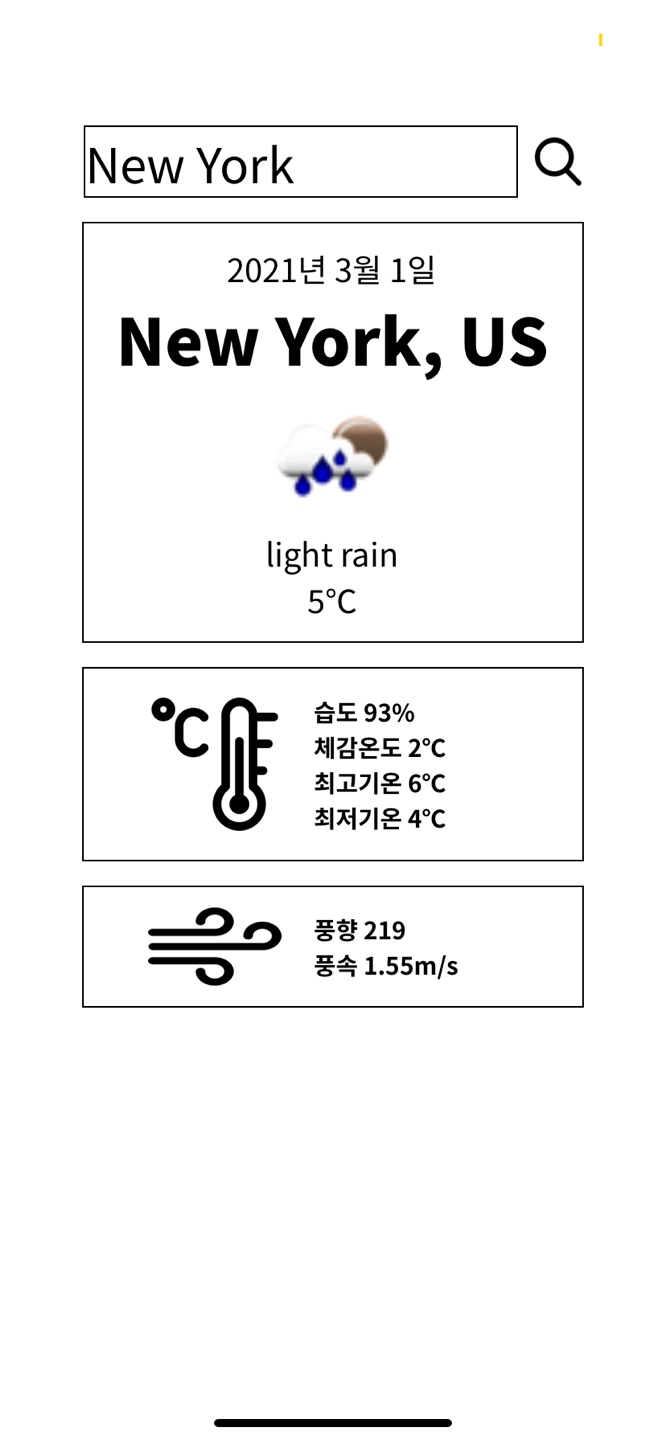 New York
2021년 3월 1일
New York, US
light rain
5°C
°C
습도 93%
체감온도 2°C
최고기온 6°C
최저기온 4°C
풍향 219
풍속 1.55m/s